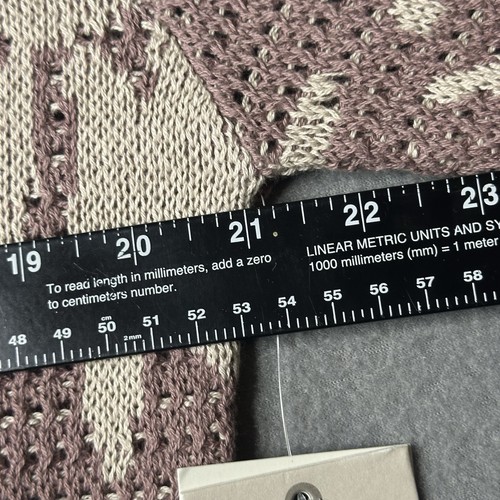 19 20 21 22 23
To read length in millimeters, add a zero
to centimeters number.
LINEAR METRIC UNITS AND SY
1000 millimeters (mm) = 1 meter
cm
48 49 50 51 52 53 54 55 56 57 58
2mm